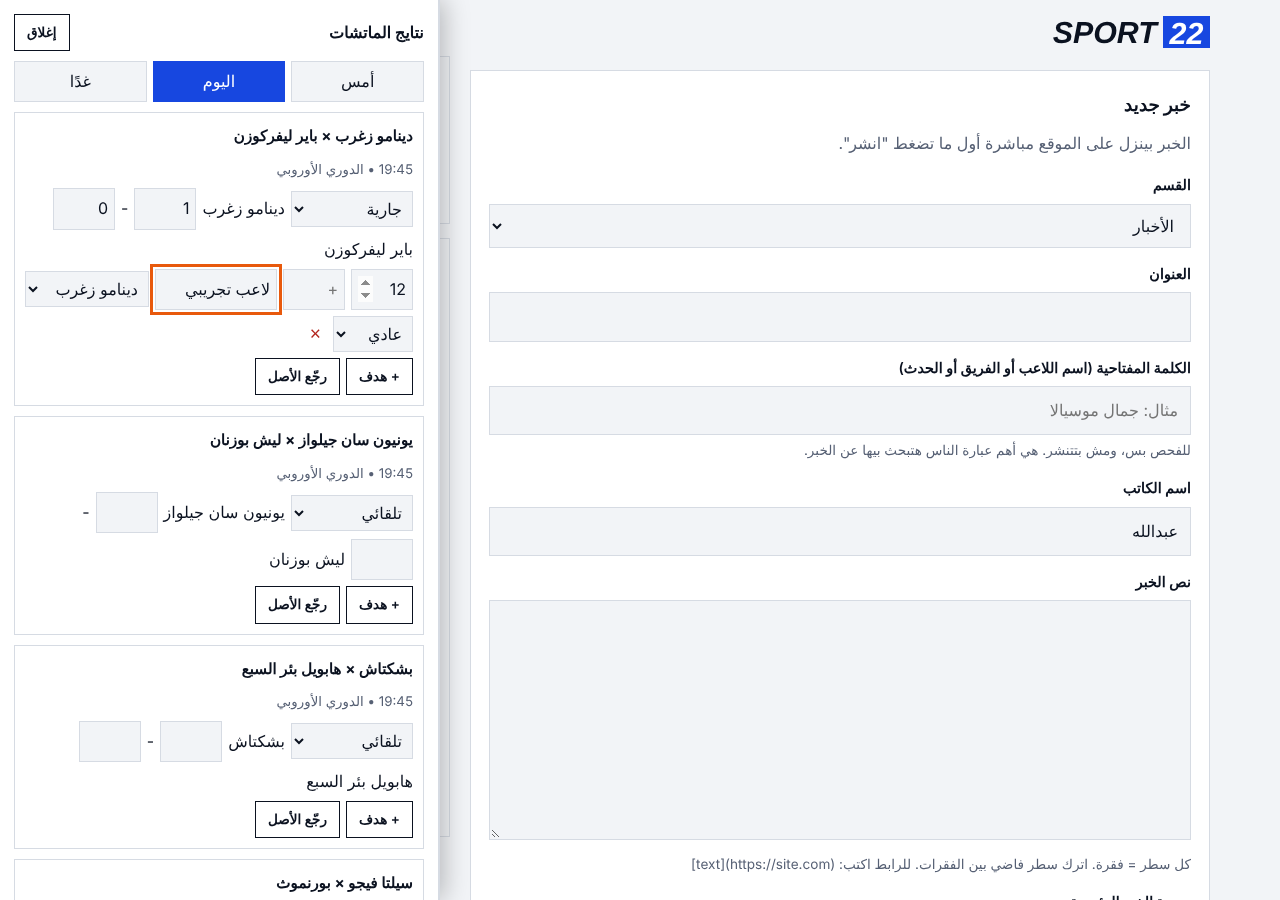 SPORT 22
خبر جديد
الخبر بينزل على الموقع مباشرة أول ما تضغط "انشر".
القسم
الأخبار
العنوان
الكلمة المفتاحية (اسم اللاعب أو الفريق أو الحدث)
مثال: جمال موسيالا
للفحص بس، ومش بتتنشر. هي أهم عبارة الناس هتبحث بيها عن الخبر.
اسم الكاتب
عبدالله
نص الخبر
كل سطر = فقرة. اترك سطر فاضي بين الفقرات. للرابط اكتب: [text](https://site.com)
نتايج الماتشات
إغلاق
أمس
اليوم
غدًا
دينامو زغرب × باير ليفركوزن
19:45 • الدوري الأوروبي
جارية دينامو زغرب 1 - 0
باير ليفركوزن
12 + لاعب تجريبي دينامو زغرب
عادي ×
+ هدف رجّع الأصل
يونيون سان جيلواز × ليش بوزنان
19:45 • الدوري الأوروبي
تلقائي يونيون سان جيلواز -
ليش بوزنان
+ هدف رجّع الأصل
بشكتاش × هابويل بئر السبع
19:45 • الدوري الأوروبي
تلقائي بشكتاش -
هابويل بئر السبع
+ هدف رجّع الأصل
سيلتا فيجو × بورنموث